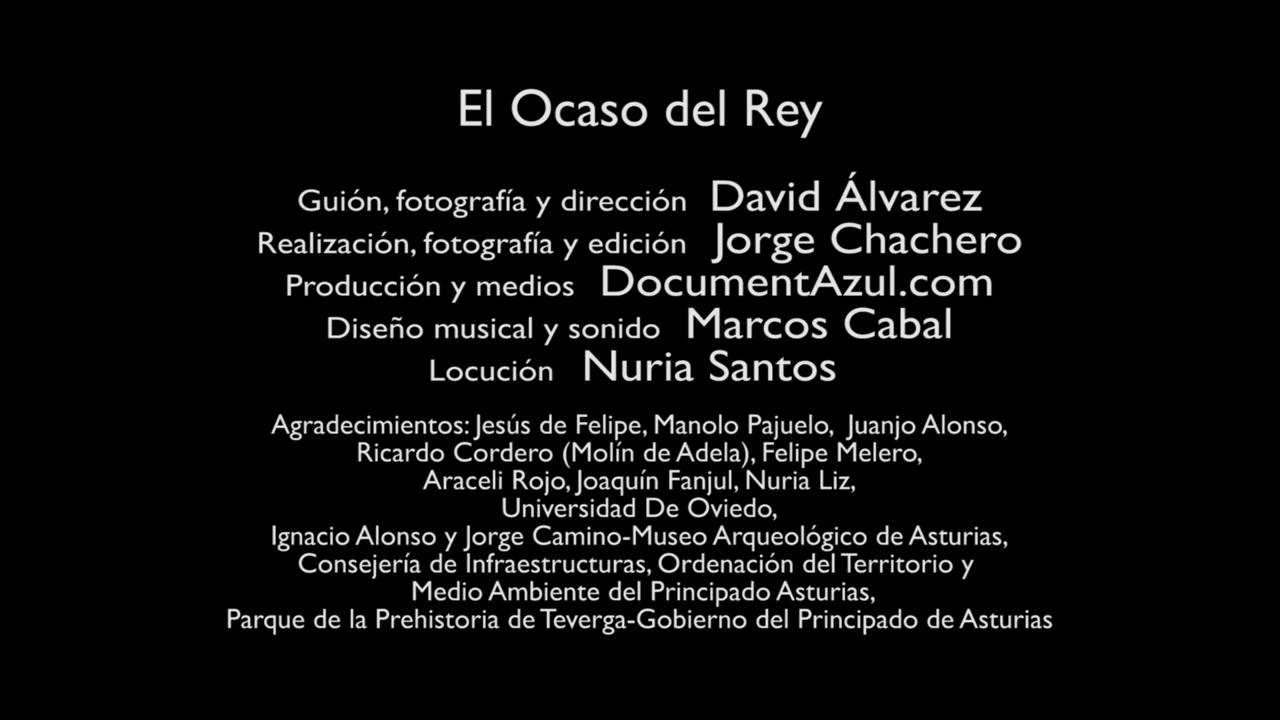 El Ocaso del Rey
Guión, fotografía y dirección David Álvarez
Realización, fotografía y edición Jorge Chachero
Producción y medios DocumentAzul.com
Diseño musical y sonido Marcos Cabal
Locución Nuria Santos
Agradecimientos: Jesús de Felipe, Manolo Pajuelo, Juanjo Alonso,
Ricardo Cordero (Molín de Adela), Felipe Melero,
Araceli Rojo, Joaquín Fanjul, Nuria Liz,
Universidad De Oviedo,
Ignacio Alonso y Jorge Camino-Museo Arqueológico de Asturias,
Consejería de Infraestructuras, Ordenación del Territorio y
Medio Ambiente del Principado Asturias,
Parque de la Prehistoria de Teverga-Gobierno del Principado de Asturias